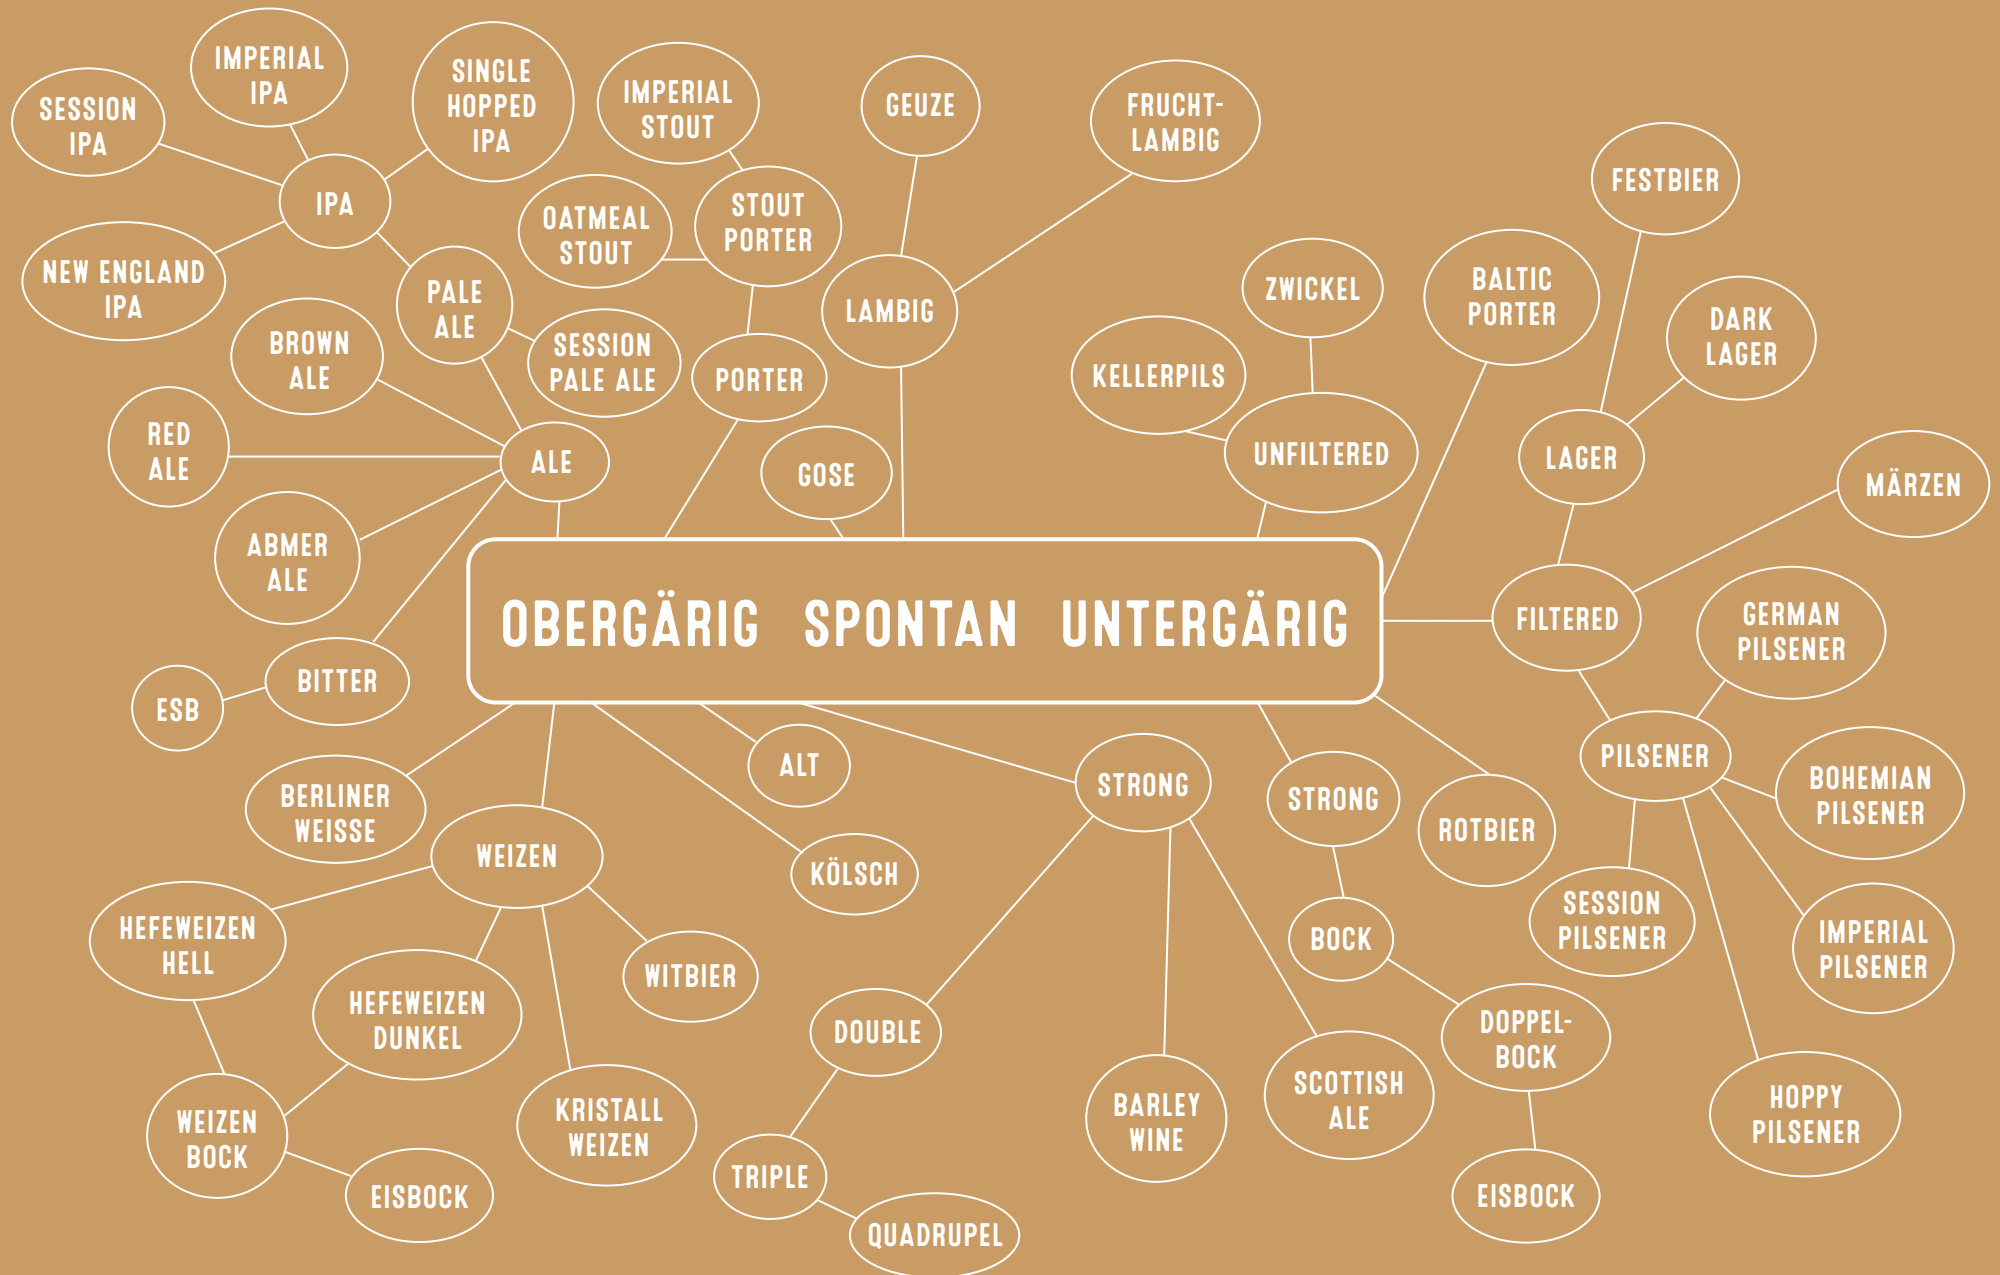 IMPERIAL
IPA
SESSION
IPA
SINGLE
HOPPED
IPA
IMPERIAL
STOUT
GEUZE
FRUCHT-
LAMBIG
FESTBIER
IPA
OATMEAL
STOUT
STOUT
PORTER
NEW ENGLAND
IPA
PALE
ALE
LAMBIG
ZWICKEL
BALTIC
PORTER
DARK
LAGER
BROWN
ALE
SESSION
PALE ALE
PORTER
KELLERPILS
RED
ALE
ALE
GOSE
UNFILTERED
LAGER
MÄRZEN
ABMER
ALE
OBERGÄRIG SPONTAN UNTERGÄRIG
FILTERED
GERMAN
PILSENER
ESB
BITTER
BERLINER
WEISSE
ALT
STRONG
STRONG
ROTBIER
PILSENER
BOHEMIAN
PILSENER
WEIZEN
KÖLSCH
HEFEWEIZEN
HELL
HEFEWEIZEN
DUNKEL
WITBIER
BOCK
SESSION
PILSENER
IMPERIAL
PILSENER
DOUBLE
DOPPEL-
BOCK
WEIZEN
BOCK
KRISTALL
WEIZEN
BARLEY
WINE
SCOTTISH
ALE
HOPPY
PILSENER
EISBOCK
TRIPLE
QUADRUPEL
EISBOCK